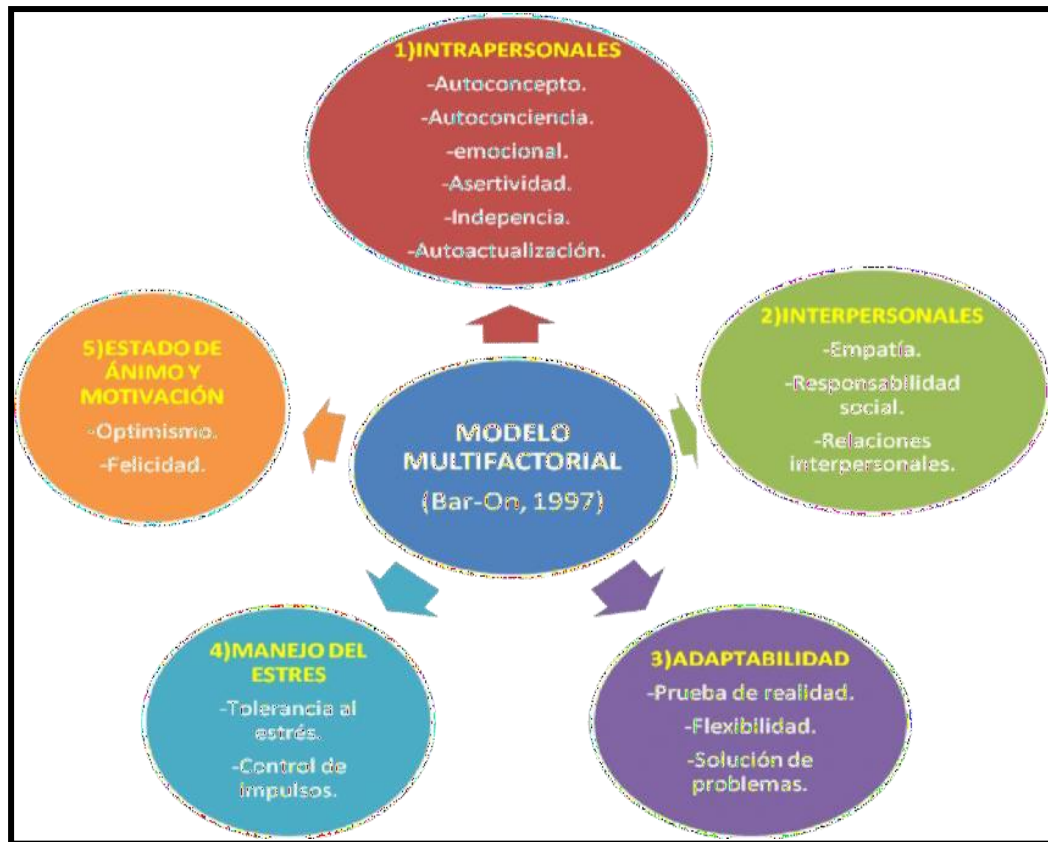 1)INTRAPERSONALES
-Autoconcepto.
-Autoconciencia.
-emocional.
-Asertividad.
-Indepencia.
-Autoactualización.
2)INTERPERSONALES
-Empatía.
-Responsabilidad
social.
-Relaciones
interpersonales.
3)ADAPTABILIDAD
-Prueba de realidad.
-Flexibilidad.
-Solución de
problemas.
4)MANEJO DEL
ESTRES
-Tolerancia al
estrés.
-Control de
impulsos.
5)ESTADO DE
ÁNIMO Y
MOTIVACIÓN
-Optimismo.
-Felicidad.
MODELO
MULTIFACTORIAL
(Bar-On, 1997)